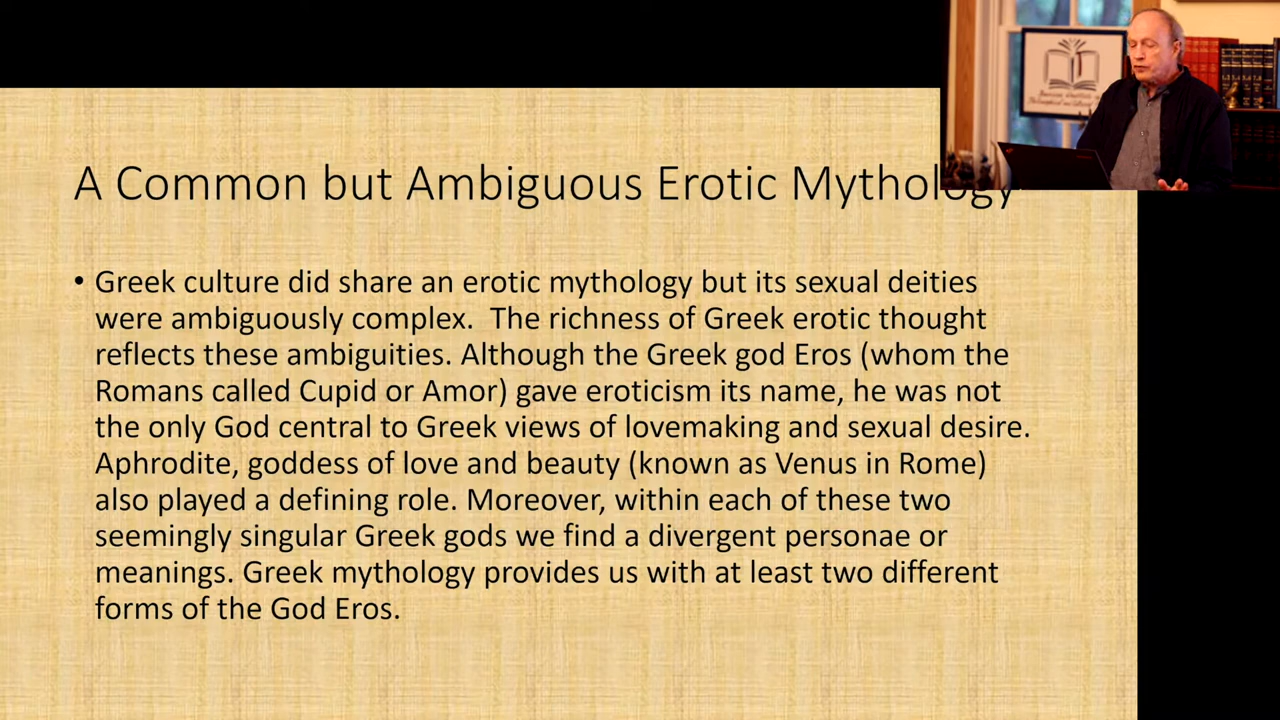 A Common but Ambiguous Erotic Mythology
• Greek culture did share an erotic mythology but its sexual deities
were ambiguously complex.  The richness of Greek erotic thought
reflects these ambiguities. Although the Greek god Eros (whom the
Romans called Cupid or Amor) gave eroticism its name, he was not
the only God central to Greek views of lovemaking and sexual desire.
Aphrodite, goddess of love and beauty (known as Venus in Rome)
also played a defining role. Moreover, within each of these two
seemingly singular Greek gods we find a divergent personae or
meanings. Greek mythology provides us with at least two different
forms of the God Eros.